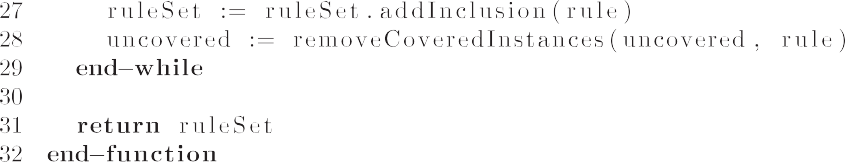 27 ruleSet := ruleSet.addInclusion(rule)
28 uncovered := removeCoveredInstances(uncovered, rule)
29 end-while
30
31 return ruleSet
32 end-function